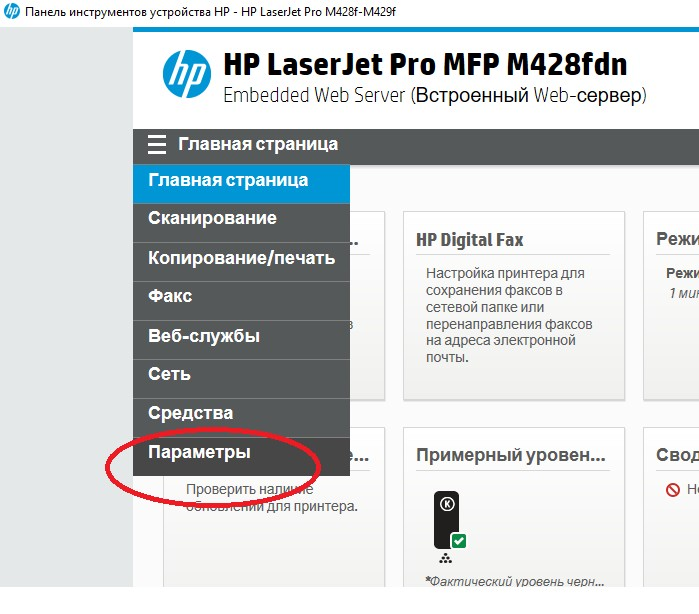 Панель инструментов устройства HP - HP LaserJet Pro M428f-M429f
hp
HP LaserJet Pro MFP M428fdn
Embedded Web Server (Встроенный Web-сервер)
Главная страница
Главная страница
Сканирование
Копирование/печать
Факс
Веб-службы
Сеть
Средства
Параметры
HP Digital Fax
Настройка принтера для
сохранения факсов в
сетевой папке или
перенаправления факсов
на адреса электронной
почты.
Режи
Режи
1 мин
Проверить наличие
обновлений для принтера.
Примерный уровен...
K
*Фактический уровень черн...
Свод
Не